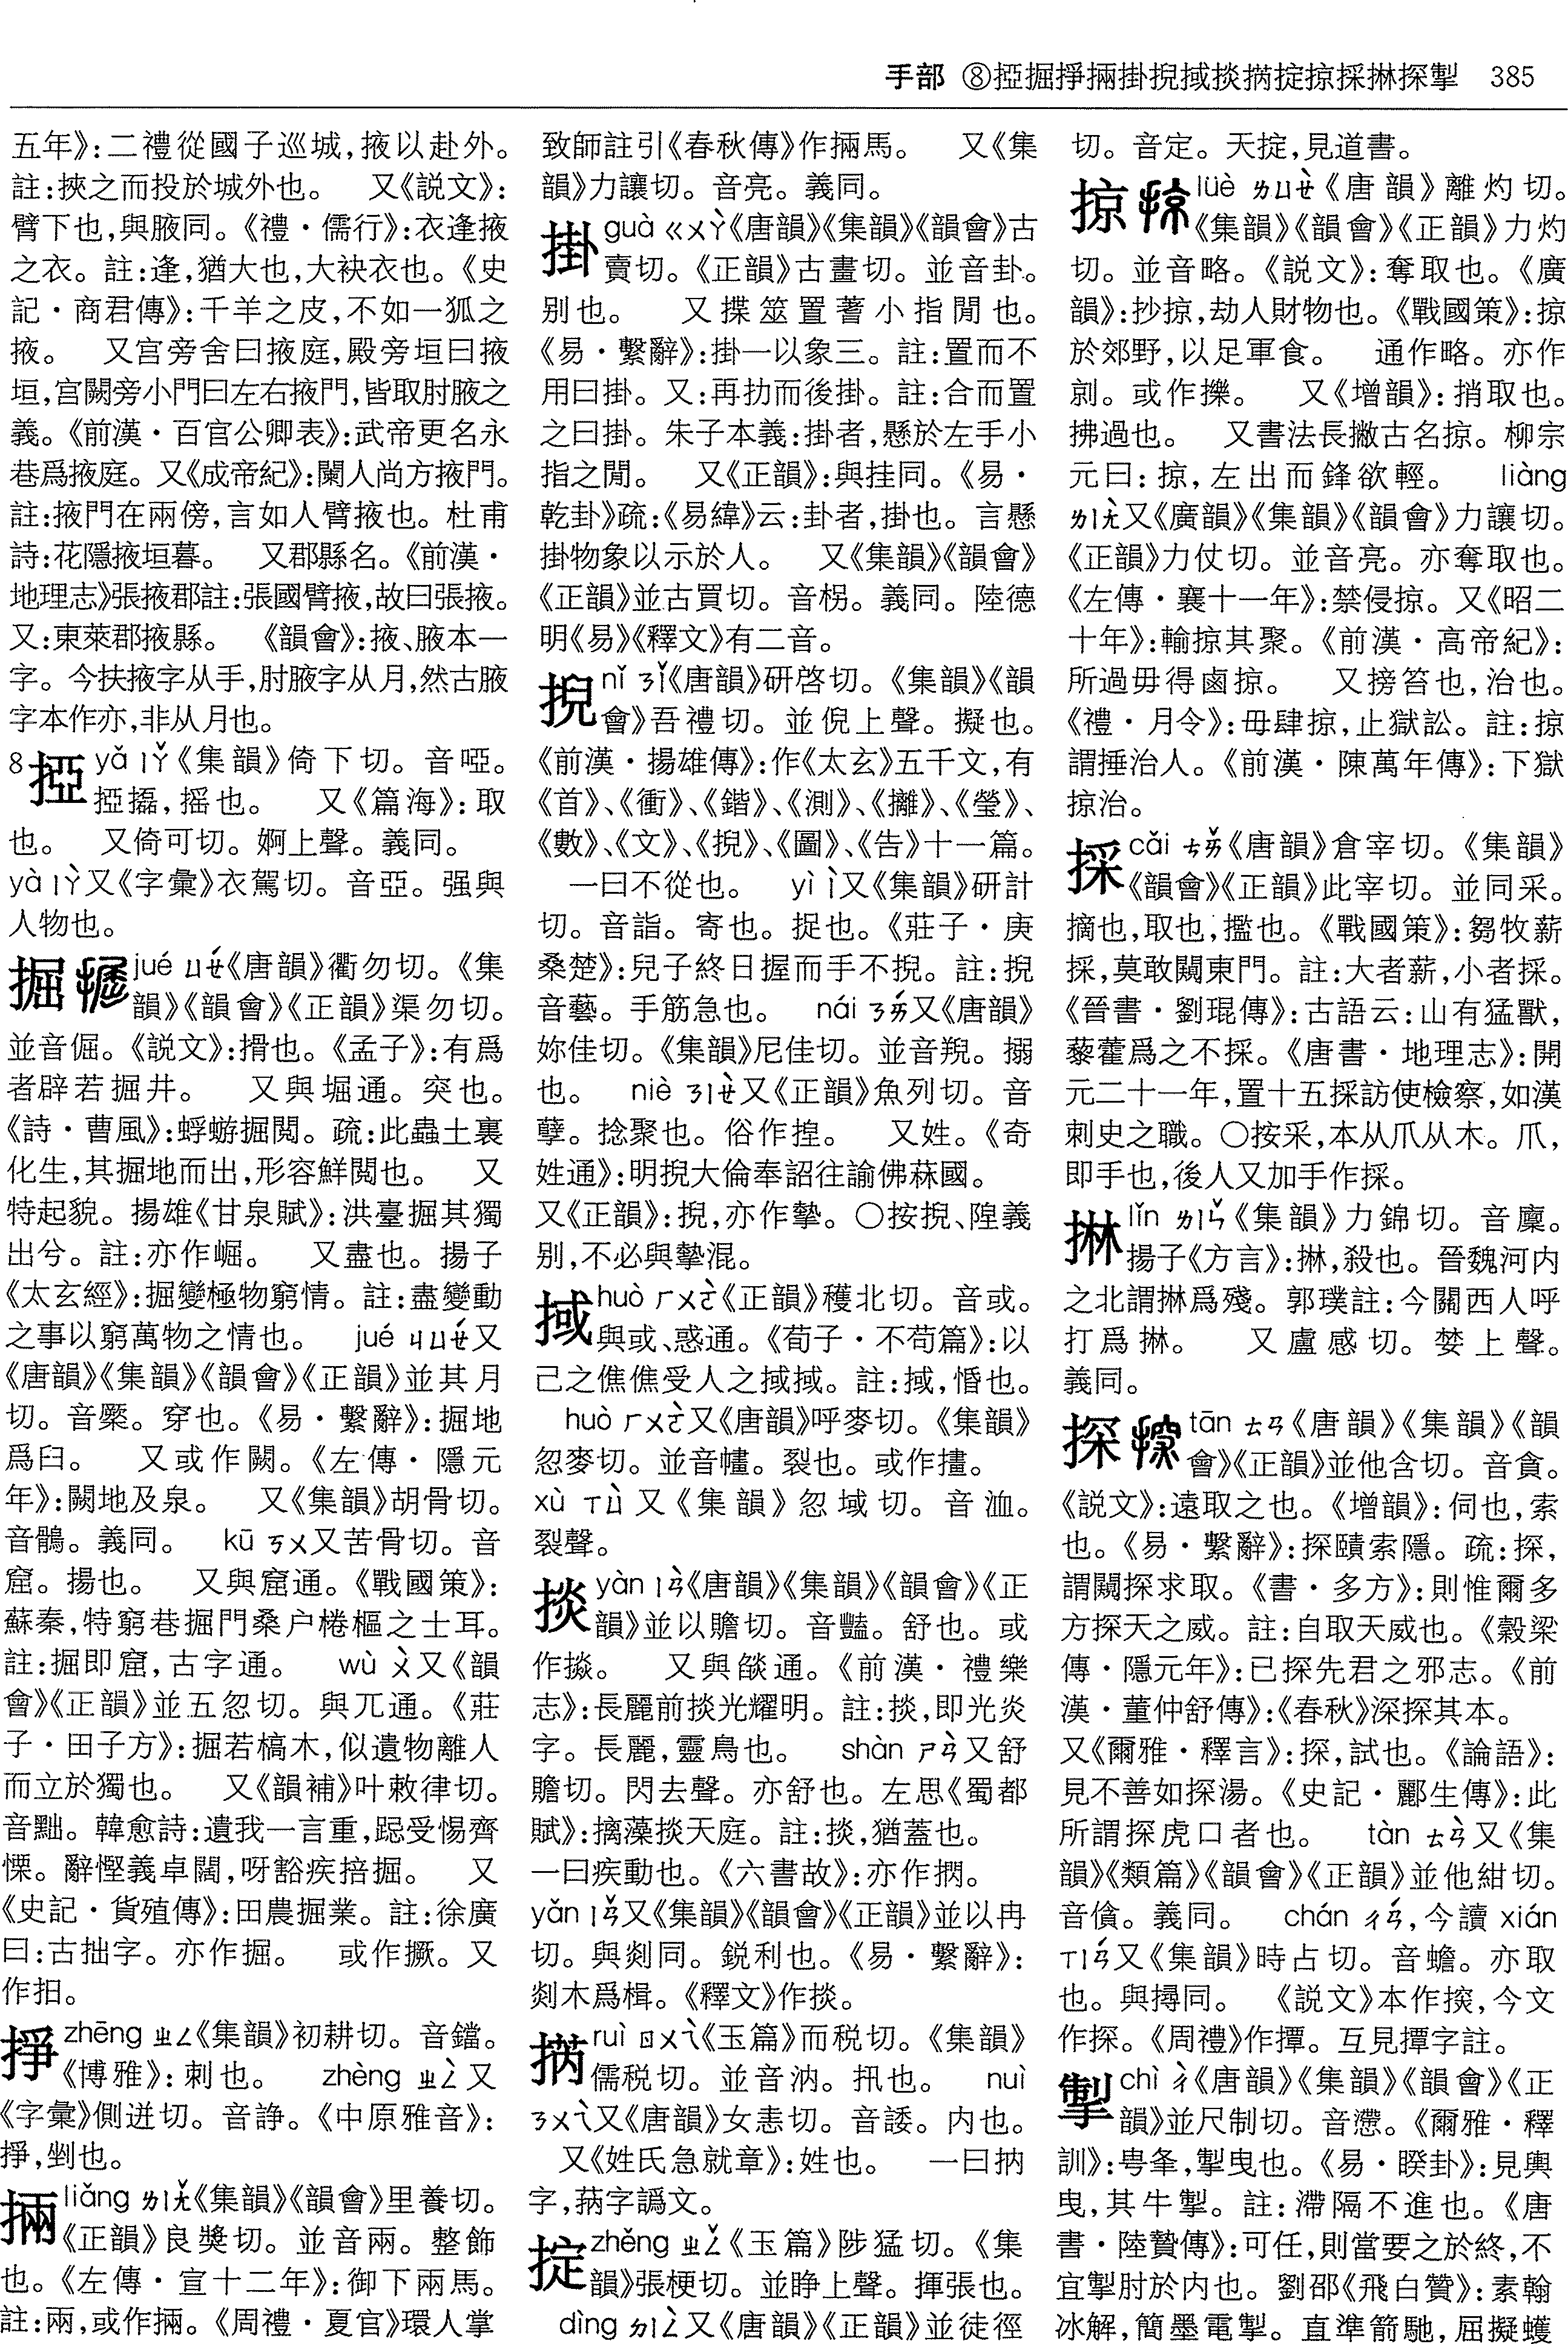 手部 ⑧掗掘掙掚掛掜掝掞㨅掟掠採㨆探掣 385
五年》：二禮從國子巡城，掖以赴外。
註：挾之而投於城外也。 又《説文》：
臂下也，與腋同。《禮·儒行》：衣逢掖
之衣。註：逢，猶大也，大袂衣也。《史
記·商君傳》：千羊之皮，不如一狐之
掖。 又宫旁舍曰掖庭，殿旁垣曰掖
垣，宫闕旁小門曰左右掖門，皆取肘腋之
義。《前漢·百官公卿表》：武帝更名永
巷爲掖庭。又《成帝紀》：闌入尚方掖門。
註：掖門在兩傍，言如人臂掖也。杜甫
詩：花隱掖垣暮。 又郡縣名。《前漢·
地理志》張掖郡註：張國臂掖，故曰張掖。
又：東萊郡掖縣。 《韻會》：掖、腋本一
字。今扶掖字从手，肘腋字从月，然古腋
字本作亦，非从月也。
8掗 yǎ ㄧㄚˇ《集韻》倚下切。音啞。
掗㩉，摇也。 又《篇海》：取
也。 又倚可切。婀上聲。義同。
yà ㄧㄚˋ又《字彙》衣駕切。音亞。强與
人物也。
掘 jué ㄐㄩㄝˊ《唐韻》衢勿切。《集
韻》《韻會》《正韻》渠勿切。
並音倔。《説文》：搰也。《孟子》：有爲
者辟若掘井。 又與堀通。突也。
《詩·曹風》：蜉蝣掘閲。疏：此蟲土裏
化生，其掘地而出，形容鮮閲也。 又
特起貌。揚雄《甘泉賦》：洪臺掘其獨
出兮。註：亦作崛。 又盡也。揚子
《太玄經》：掘變極物窮情。註：盡變動
之事以窮萬物之情也。 jué ㄐㄩㄝˊ又
《唐韻》《集韻》《韻會》《正韻》並其月
切。音橜。穿也。《易·繫辭》：掘地
爲臼。 又或作闕。《左傳·隱元
年》：闕地及泉。 又《集韻》胡骨切。
音鶻。義同。 kū ㄎㄨ又苦骨切。音
窟。揚也。 又與窟通。《戰國策》：
蘇秦，特窮巷掘門桑户棬樞之士耳。
註：掘即窟，古字通。 wù ㄨˋ又《韻
會》《正韻》並五忽切。與兀通。《莊
子·田子方》：掘若槁木，似遺物離人
而立於獨也。 又《韻補》叶敕律切。
音黜。韓愈詩：遺我一言重，跽受惕齊
慄。辭慳義卓闊，呀豁疾掊掘。 又
《史記·貨殖傳》：田農掘業。註：徐廣
曰：古拙字。亦作掘。 或作撅。又
作抇。
掙 zhēng ㄓㄥ《集韻》初耕切。音鐺。
《博雅》：刺也。 zhèng ㄓㄥˋ又
《字彙》側迸切。音諍。《中原雅音》：
掙，剉也。
掚 liǎng ㄌㄧㄤˇ《集韻》《韻會》里養切。
《正韻》良獎切。並音兩。整飾
也。《左傳·宣十二年》：御下兩馬。
註：兩，或作掚。《周禮·夏官》環人掌
致師註引《春秋傳》作掚馬。 又《集
韻》力讓切。音亮。義同。
掛 guà ㄍㄨㄚˋ《唐韻》《集韻》《韻會》古
賣切。《正韻》古畫切。並音卦。
别也。 又揲筮置蓍小指閒也。
《易·繫辭》：掛一以象三。註：置而不
用曰掛。又：再扐而後掛。註：合而置
之曰掛。朱子本義：掛者，懸於左手小
指之閒。 又《正韻》：與挂同。《易·
乾卦》疏：《易緯》云：卦者，掛也。言懸
掛物象以示於人。 又《集韻》《韻會》
《正韻》並古買切。音柺。義同。陸德
明《易》《釋文》有二音。
掜 nǐ ㄋㄧˇ《唐韻》研啓切。《集韻》《韻
會》吾禮切。並倪上聲。擬也。
《前漢·揚雄傳》：作《太玄》五千文，有
《首》、《衝》、《錯》、《測》、《攡》、《瑩》、
《數》、《文》、《掜》、《圖》、《告》十一篇。
一曰不從也。 yì ㄧˋ又《集韻》研計
切。音詣。寄也。捉也。《莊子·庚
桑楚》：兒子終日握而手不掜。註：掜
音藝。手筋急也。 nái ㄋㄞˊ又《唐韻》
妳佳切。《集韻》尼佳切。並音羭。搦
也。 niè ㄋㄧㄝˋ又《正韻》魚列切。音
孽。捻聚也。俗作揑。 又姓。《奇
姓通》：明掜大倫奉詔往諭佛菻國。
又《正韻》：掜，亦作㙯。○按掜、隉義
别，不必與㙯混。
掝 huò ㄏㄨㄛˋ《正韻》穫北切。音或。
與或、惑通。《荀子·不苟篇》：以
己之僬僬受人之掝掝。註：掝，惛也。
huò ㄏㄨㄛˋ又《唐韻》呼麥切。《集韻》
忽麥切。並音㦎。裂也。或作㩇。
xù ㄒㄩˋ又《集韻》忽域切。音洫。
裂聲。
掞 yàn ㄧㄢˋ《唐韻》《集韻》《韻會》《正
韻》並以贍切。音豔。舒也。或
作㨄。 又與燄通。《前漢·禮樂
志》：長麗前掞光耀明。註：掞，即光炎
字。長麗，靈鳥也。 shàn ㄕㄢˋ又舒
贍切。閃去聲。亦舒也。左思《蜀都
賦》：摛藻掞天庭。註：掞，猶蓋也。
一曰疾動也。《六書故》：亦作㨛。
yǎn ㄧㄢˇ又《集韻》《韻會》《正韻》並以冉
切。與剡同。鋭利也。《易·繫辭》：
剡木爲楫。《釋文》作掞。
㨅 ruì ㄖㄨㄟˋ《玉篇》而税切。《集韻》
儒税切。並音汭。抐也。 nuì
ㄋㄨㄟˋ又《唐韻》女恚切。音諉。内也。
又《姓氏急就章》：姓也。 一曰抐
字，蒳字譌文。
掟 zhěng ㄓㄥˇ《玉篇》陟猛切。《集
韻》張梗切。並睁上聲。揮張也。
dìng ㄉㄧㄥˋ又《唐韻》《正韻》並徒徑
切。音定。天掟，見道書。
掠 lüè ㄌㄩㄝˋ《唐韻》離灼切。
《集韻》《韻會》《正韻》力灼
切。並音略。《説文》：奪取也。《廣
韻》：抄掠，劫人財物也。《戰國策》：掠
於郊野，以足軍食。 通作略。亦作
剠。或作擽。 又《增韻》：捎取也。
拂過也。 又書法長撇古名掠。柳宗
元曰：掠，左出而鋒欲輕。 liàng
ㄌㄧㄤˋ又《廣韻》《集韻》《韻會》力讓切。
《正韻》力仗切。並音亮。亦奪取也。
《左傳·襄十一年》：禁侵掠。又《昭二
十年》：輸掠其聚。《前漢·高帝紀》：
所過毋得鹵掠。 又搒笞也，治也。
《禮·月令》：毋肆掠，止獄訟。註：掠
謂捶治人。《前漢·陳萬年傳》：下獄
掠治。
採 cǎi ㄘㄞˇ《唐韻》倉宰切。《集韻》
《韻會》《正韻》此宰切。並同采。
摘也，取也，㩜也。《戰國策》：芻牧薪
採，莫敢闚東門。註：大者薪，小者採。
《晉書·劉琨傳》：古語云：山有猛獸，
藜藿爲之不採。《唐書·地理志》：開
元二十一年，置十五採訪使檢察，如漢
刺史之職。○按采，本从爪从木。爪，
即手也，後人又加手作採。
㨆 lǐn ㄌㄧㄣˇ《集韻》力錦切。音廩。
揚子《方言》：㨆，殺也。晉魏河内
之北謂㨆爲殘。郭璞註：今關西人呼
打爲㨆。 又盧感切。婪上聲。
義同。
探 tān ㄊㄢ《唐韻》《集韻》《韻
會》《正韻》並他含切。音貪。
《説文》：遠取之也。《增韻》：伺也，索
也。《易·繫辭》：探賾索隱。疏：探，
謂闚探求取。《書·多方》：則惟爾多
方探天之威。註：自取天威也。《穀梁
傳·隱元年》：已探先君之邪志。《前
漢·董仲舒傳》：《春秋》深探其本。
又《爾雅·釋言》：探，試也。《論語》：
見不善如探湯。《史記·酈生傳》：此
所謂探虎口者也。 tàn ㄊㄢˋ又《集
韻》《類篇》《韻會》《正韻》並他紺切。
音僋。義同。 chán ㄔㄢˊ，今讀 xián
ㄒㄧㄢˊ又《集韻》時占切。音蟾。亦取
也。與撏同。 《説文》本作㨴，今文
作探。《周禮》作撢。互見撢字註。
掣 chì ㄔˋ《唐韻》《集韻》《韻會》《正
韻》並尺制切。音懘。《爾雅·釋
訓》：甹夆，掣曳也。《易·睽卦》：見輿
曳，其牛掣。註：滯隔不進也。《唐
書·陸贄傳》：可任，則當要之於終，不
宜掣肘於内也。劉邵《飛白贊》：素翰
冰解，簡墨電掣。直準箭馳，屈擬蠖